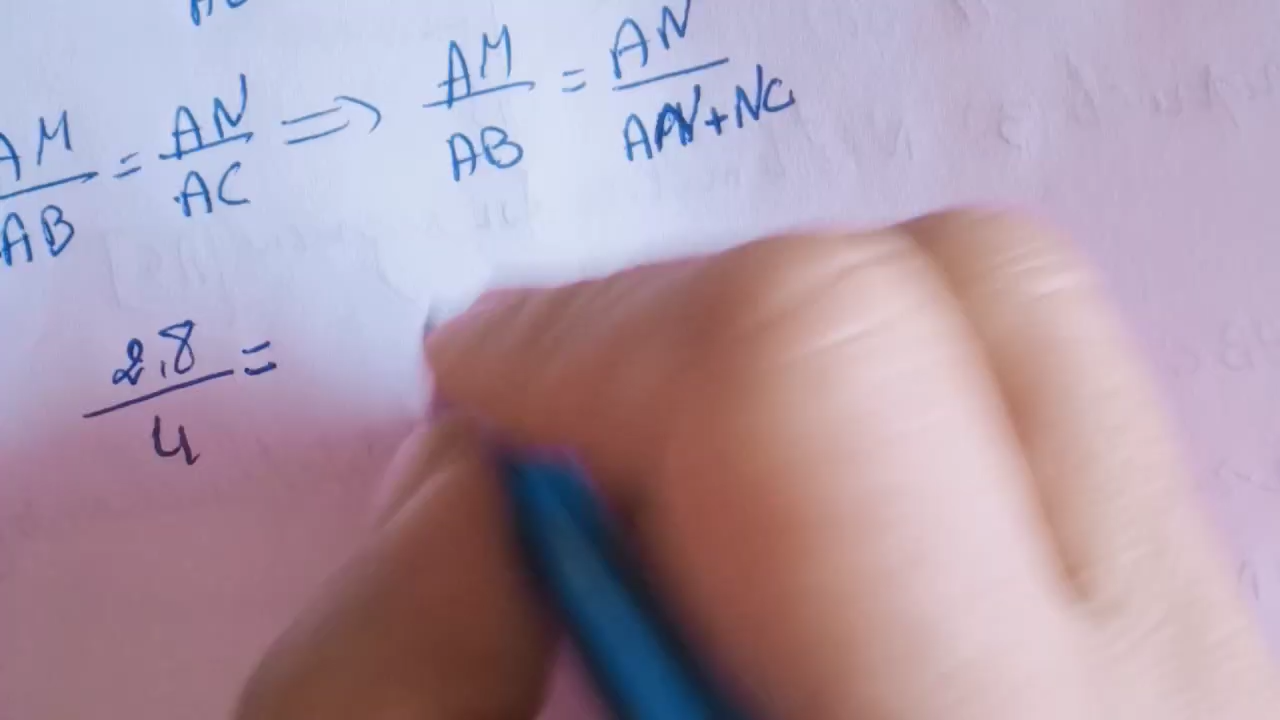 AM/AB = AN/AC => AM/AB = AN/AN+NC
2,8/4 =